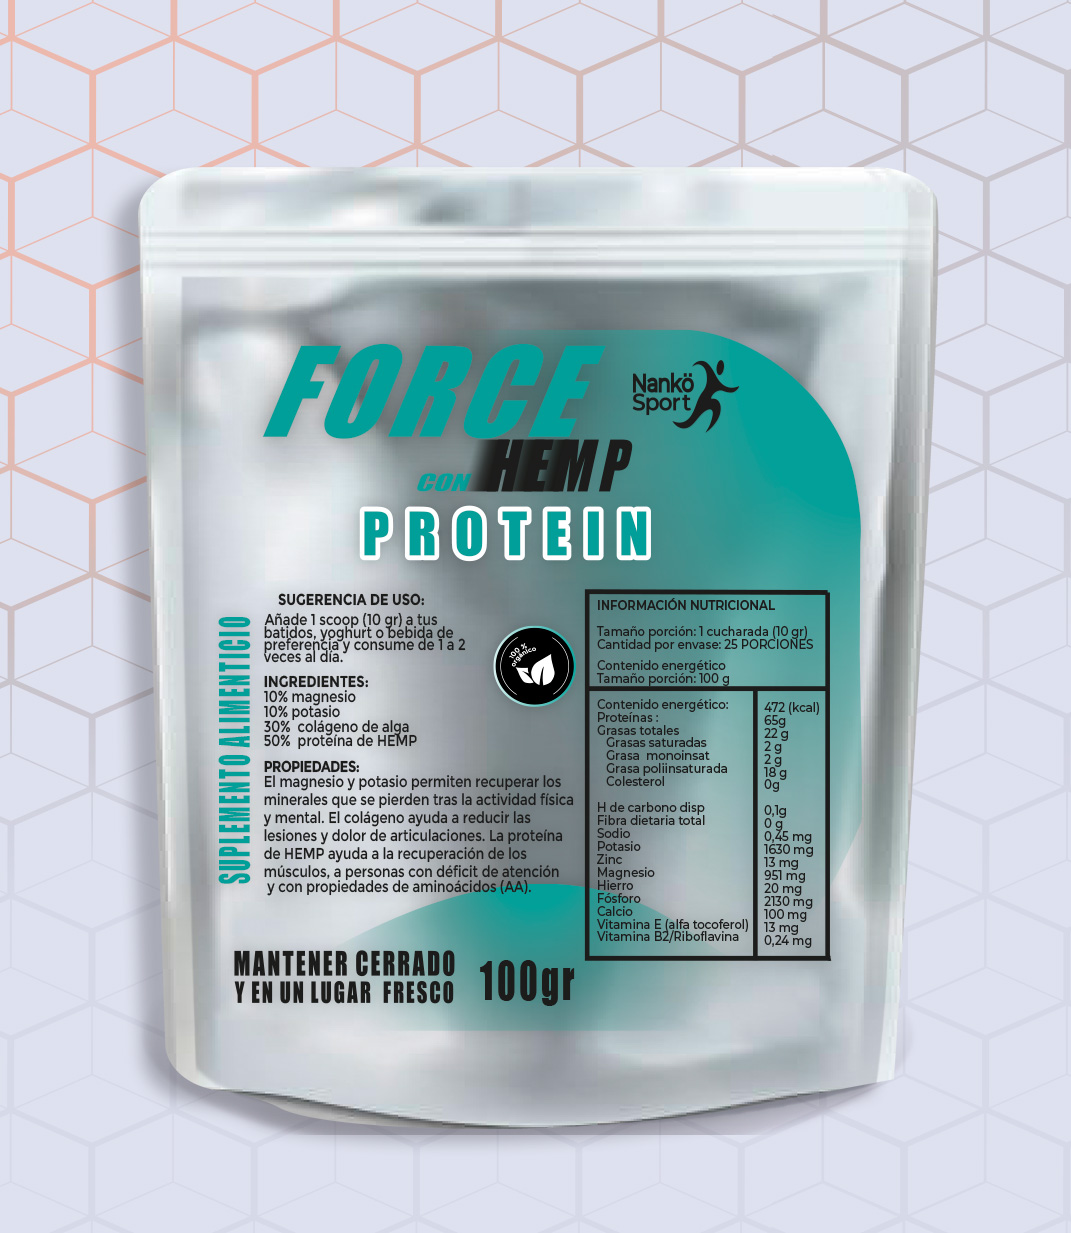 FORCE
Nankö
Sport
CON HEMP
PROTEIN
SUPLEMENTO ALIMENTICIO
SUGERENCIA DE USO:
Añade 1 scoop (10 gr) a tus
batidos, yoghurt o bebida de
preferencia y consume de 1 a 2
veces al día.
INGREDIENTES:
10% magnesio
10% potasio
30% colágeno de alga
50% proteína de HEMP
PROPIEDADES:
El magnesio y potasio permiten recuperar los
minerales que se pierden tras la actividad física
y mental. El colágeno ayuda a reducir las
lesiones y dolor de articulaciones. La proteína
de HEMP ayuda a la recuperación de los
músculos, a personas con déficit de atención
y con propiedades de aminoácidos (AA).
100 %
orgánico
INFORMACIÓN NUTRICIONAL
Tamaño porción: 1 cucharada (10 gr)
Cantidad por envase: 25 PORCIONES
Contenido energético
Tamaño porción: 100 g
Contenido energético: 472 (kcal)
Proteínas : 65g
Grasas totales 22 g
Grasas saturadas 2 g
Grasa monoinsat 2 g
Grasa poliinsaturada 18 g
Colesterol 0g
H de carbono disp 0,1g
Fibra dietaria total 0 g
Sodio 0,45 mg
Potasio 1630 mg
Zinc 13 mg
Magnesio 951 mg
Hierro 20 mg
Fósforo 2130 mg
Calcio 100 mg
Vitamina E (alfa tocoferol) 13 mg
Vitamina B2/Riboflavina 0,24 mg
MANTENER CERRADO
Y EN UN LUGAR FRESCO
100gr